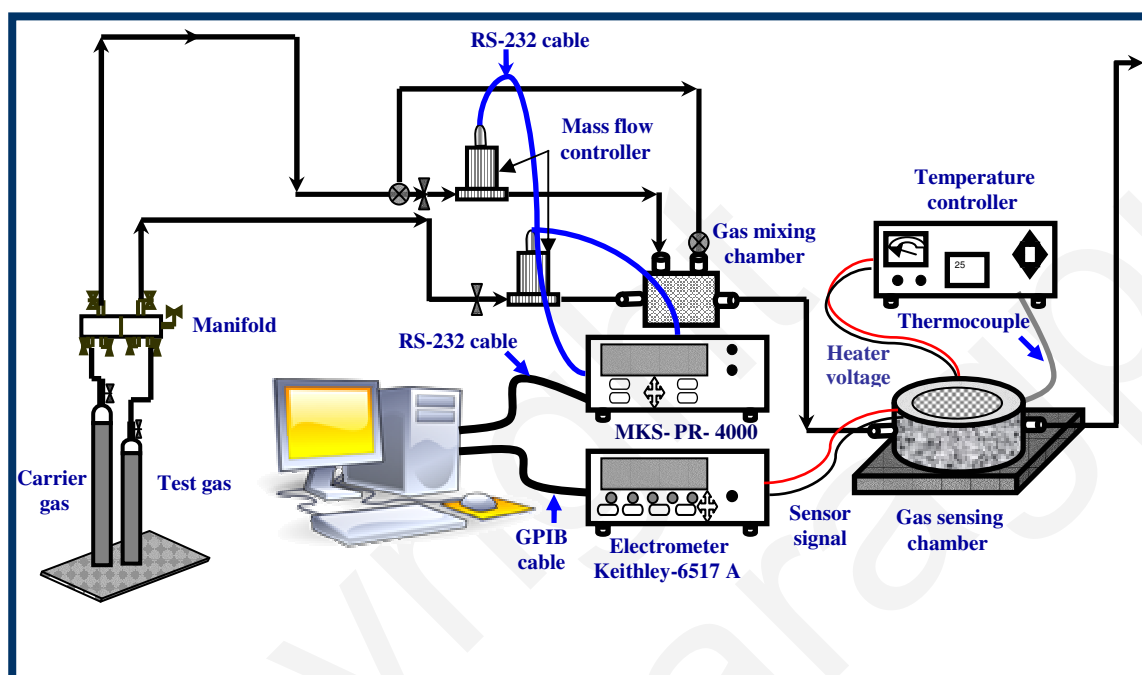 RS-232 cable
Mass flow
controller
Temperature
controller
Gas mixing
chamber
25
Manifold
Thermocouple
RS-232 cable
Heater
voltage
MKS- PR- 4000
Carrier
gas
Test gas
Sensor
signal
Gas sensing
chamber
GPIB
cable
Electrometer
Keithley-6517 A